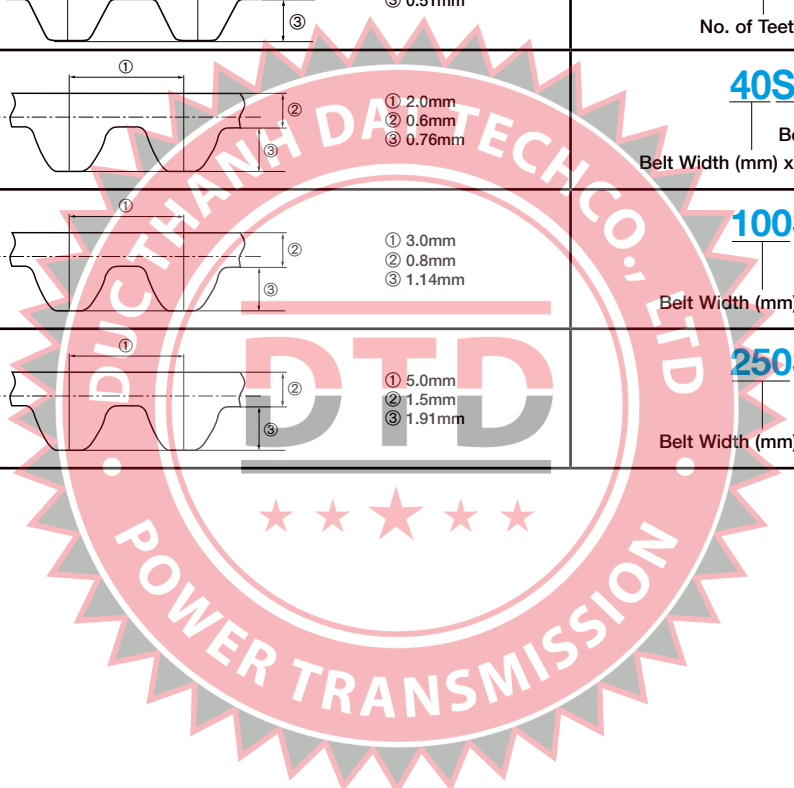 ③ 0.51mm
③
No. of Teet
①
②
③
① 2.0mm
② 0.6mm
③ 0.76mm
40S
Be
Belt Width (mm) x
①
②
③
① 3.0mm
② 0.8mm
③ 1.14mm
100
Belt Width (mm)
①
②
③
① 5.0mm
② 1.5mm
③ 1.91mm
250
Belt Width (mm)
DUC THANH DAI TECHCO., LTD
DTD
POWER TRANSMISSION